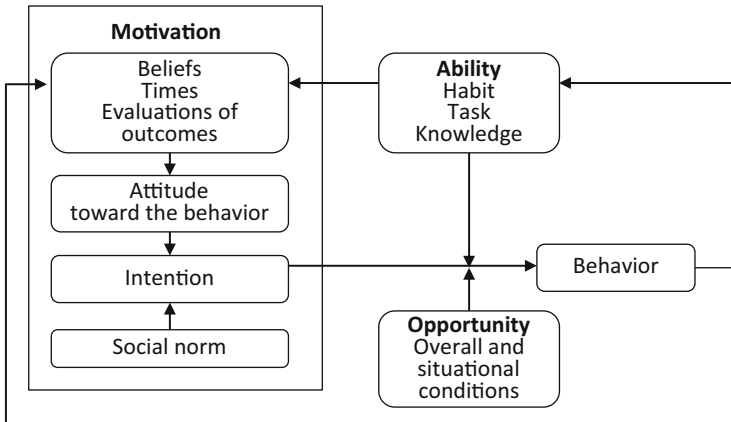 Motivation
Beliefs
Times
Evaluations of
outcomes
Attitude
toward the behavior
Intention
Social norm
Ability
Habit
Task
Knowledge
Opportunity
Overall and
situational
conditions
Behavior